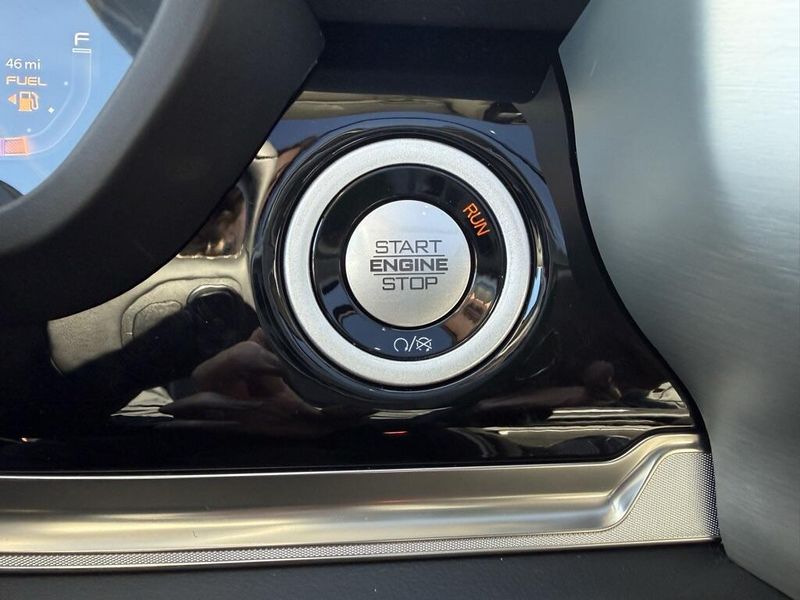 F
46 mi
FUEL
RUN
START
ENGINE
STOP